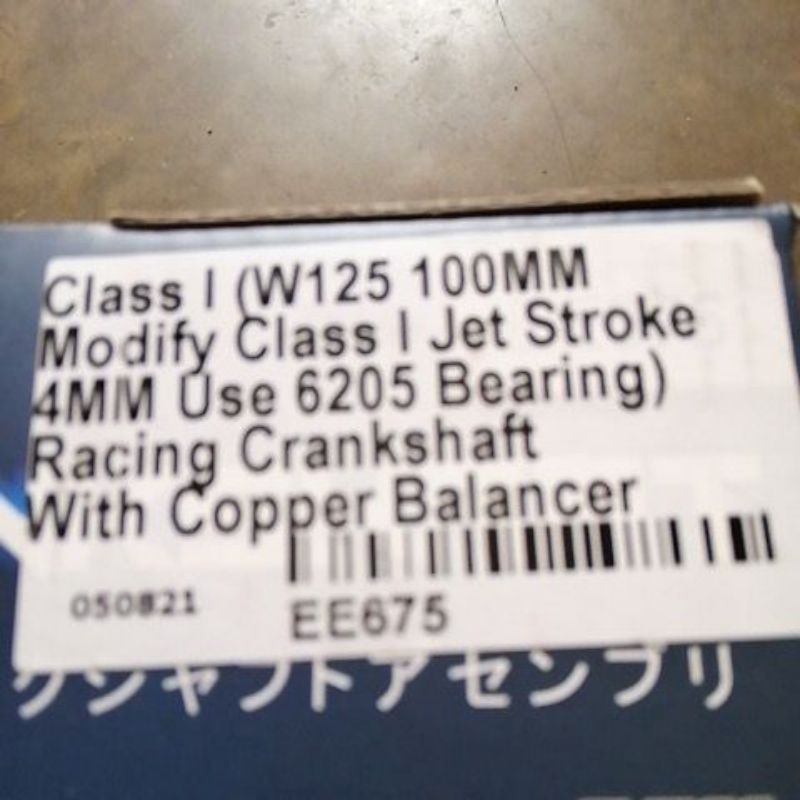 Class I (W125 100MM
Modify Class I Jet Stroke
4MM Use 6205 Bearing)
Racing Crankshaft
With Copper Balancer
050821
EE675
クシャフトアセンブリ